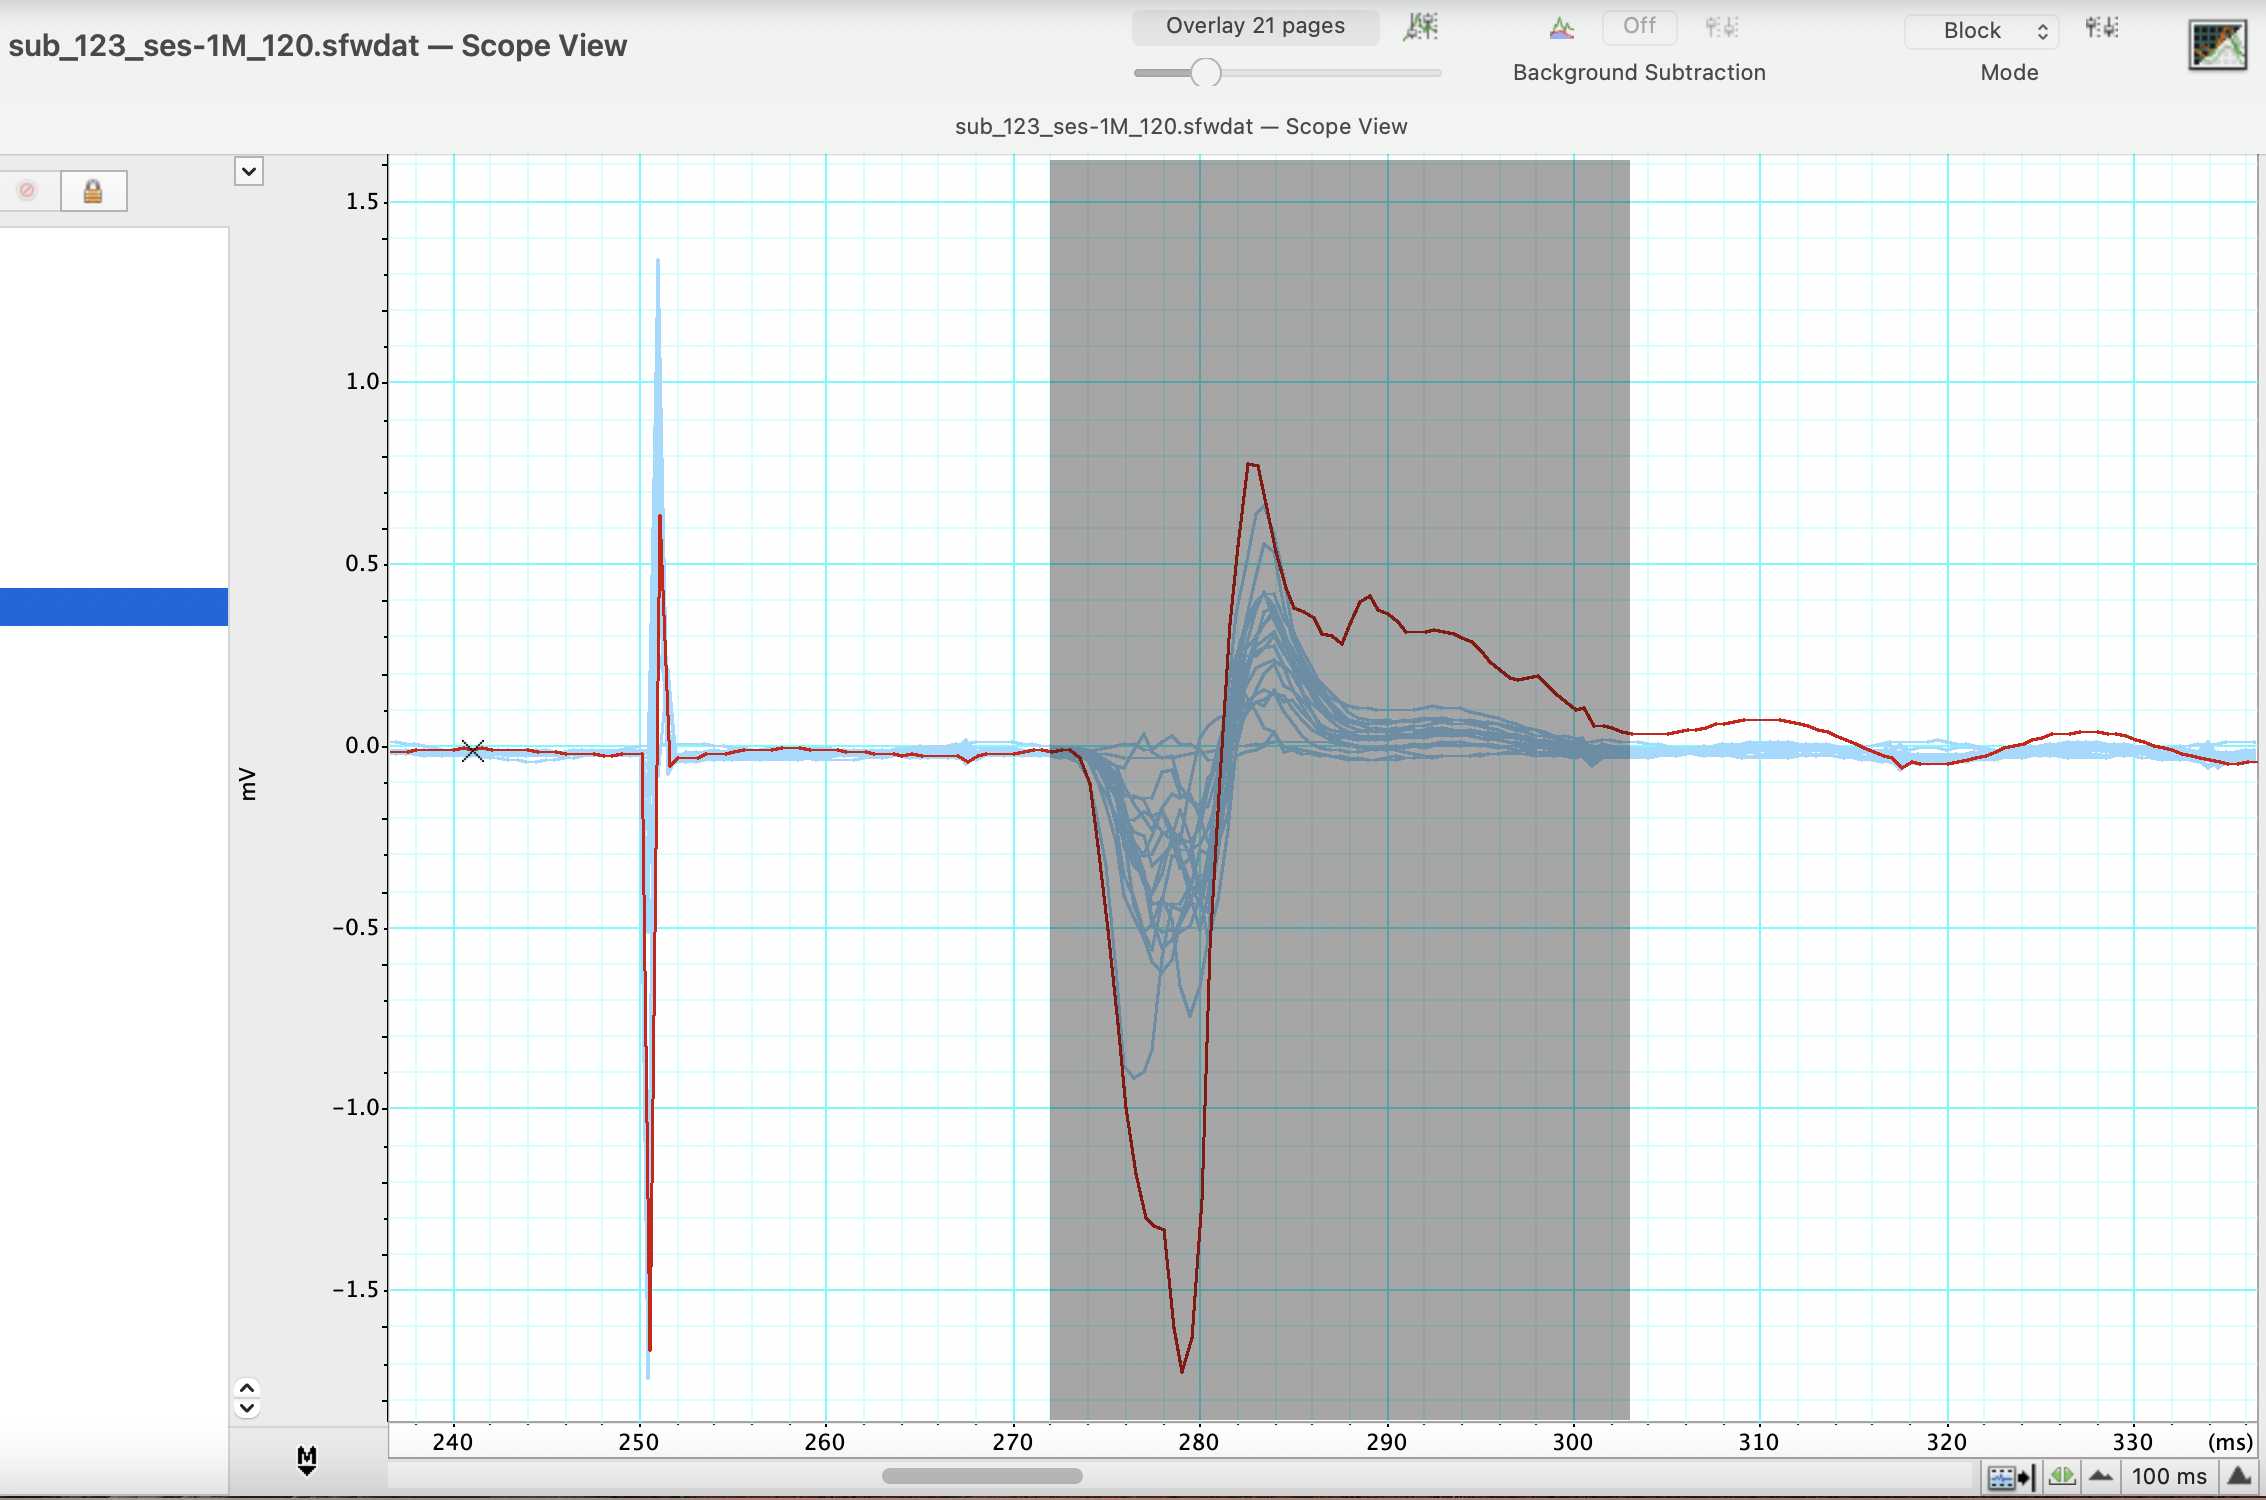 sub_123_ses-1M_120.sfwdat — Scope View
Overlay 21 pages
Off
Background Subtraction
Block
Mode
sub_123_ses-1M_120.sfwdat — Scope View
1.5
1.0
0.5
0.0
mV
−0.5
−1.0
−1.5
240 250 260 270 280 290 300 310 320 330 (ms)
M
100 ms